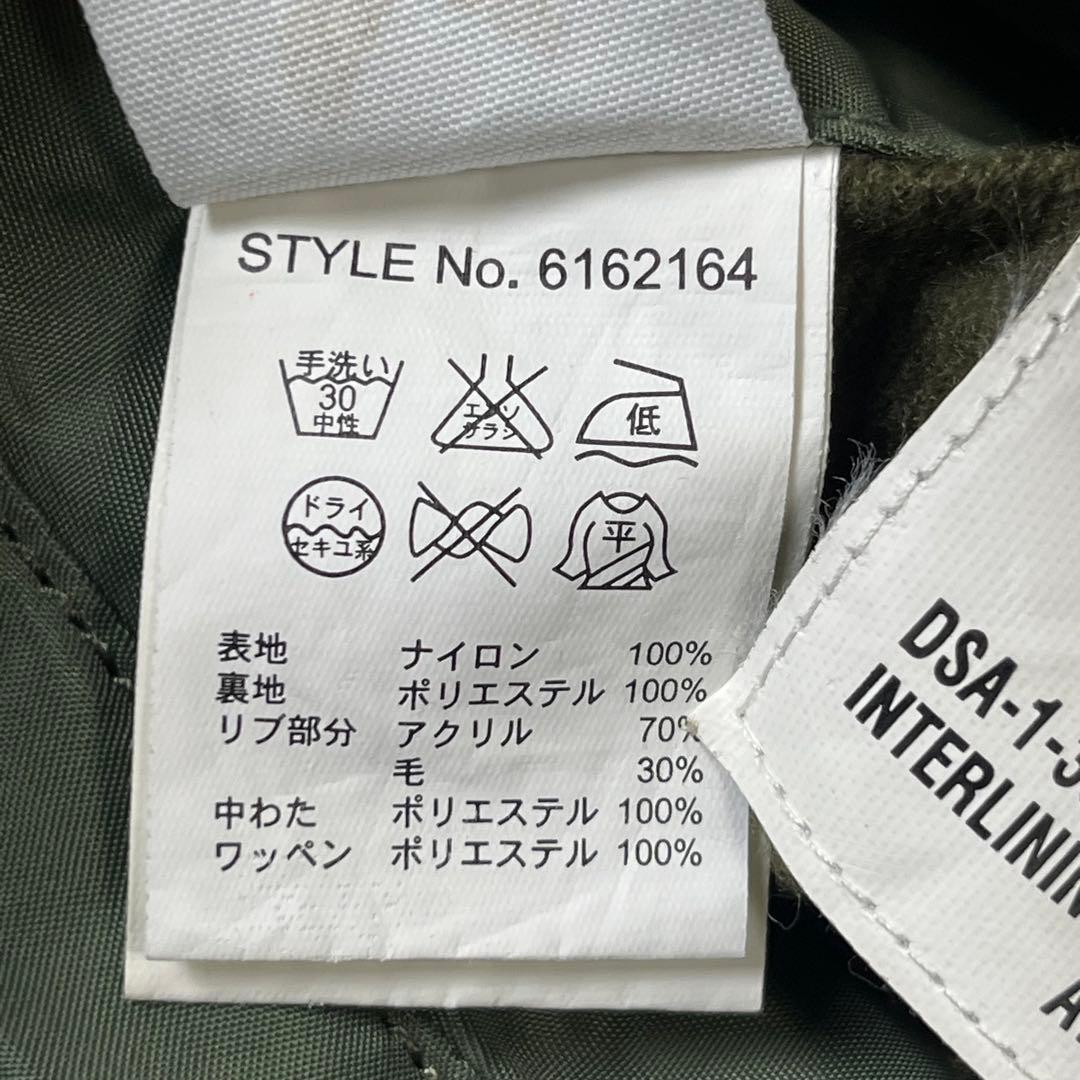 STYLE No. 6162164
手洗い
30
中性
エンソ
サラシ
低
ドライ
セキユ系
平
表地 ナイロン 100%
裏地 ポリエステル 100%
リブ部分 アクリル 70%
毛 30%
中わた ポリエステル 100%
ワッペン ポリエステル 100%
DSA-1-3
INTERLININ